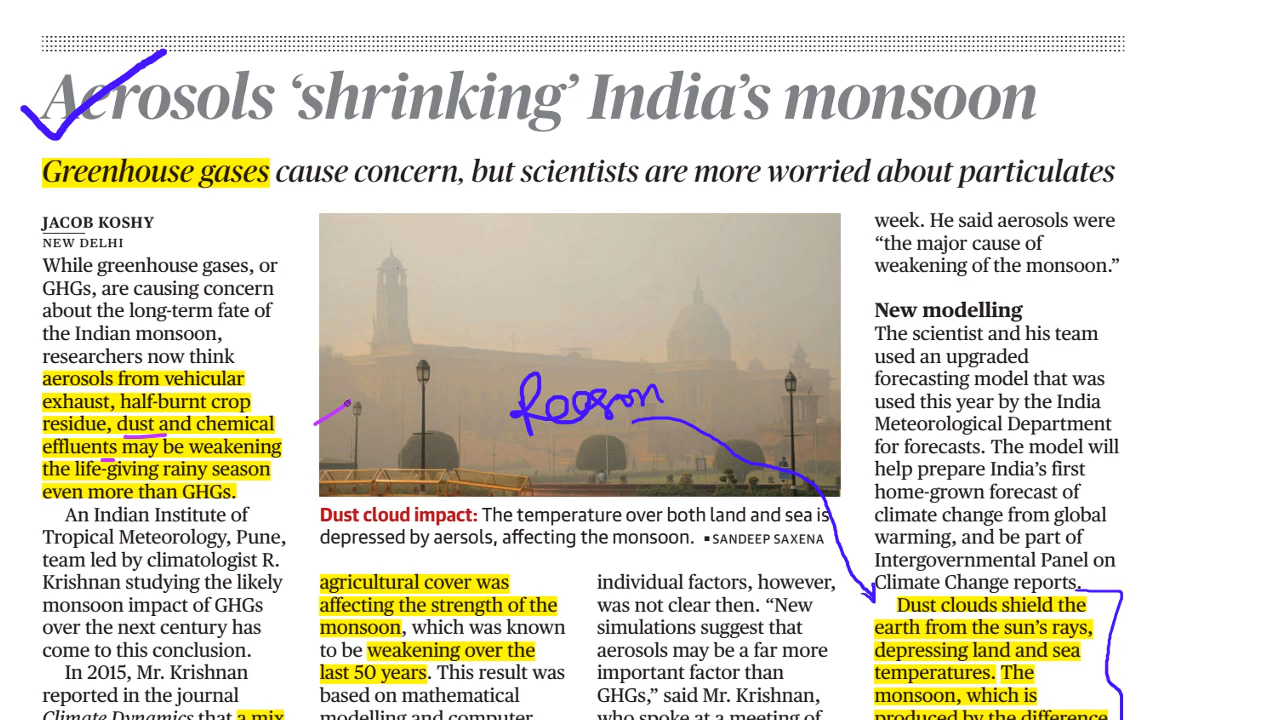 Aerosols ‘shrinking’ India’s monsoon
Greenhouse gases cause concern, but scientists are more worried about particulates
JACOB KOSHY
NEW DELHI
While greenhouse gases, or
GHGs, are causing concern
about the long-term fate of
the Indian monsoon,
researchers now think
aerosols from vehicular
exhaust, half-burnt crop
residue, dust and chemical
effluents may be weakening
the life-giving rainy season
even more than GHGs.
An Indian Institute of
Tropical Meteorology, Pune,
team led by climatologist R.
Krishnan studying the likely
monsoon impact of GHGs
over the next century has
come to this conclusion.
In 2015, Mr. Krishnan
reported in the journal
Climate Dynamics that a mix
Reason
Dust cloud impact: The temperature over both land and sea is
depressed by aersols, affecting the monsoon. ▪SANDEEP SAXENA
agricultural cover was
affecting the strength of the
monsoon, which was known
to be weakening over the
last 50 years. This result was
based on mathematical
modelling and computer
individual factors, however,
was not clear then. “New
simulations suggest that
aerosols may be a far more
important factor than
GHGs,” said Mr. Krishnan,
who spoke at a meeting of
week. He said aerosols were
“the major cause of
weakening of the monsoon.”
New modelling
The scientist and his team
used an upgraded
forecasting model that was
used this year by the India
Meteorological Department
for forecasts. The model will
help prepare India’s first
home-grown forecast of
climate change from global
warming, and be part of
Intergovernmental Panel on
Climate Change reports.
Dust clouds shield the
earth from the sun’s rays,
depressing land and sea
temperatures. The
monsoon, which is
produced by the difference